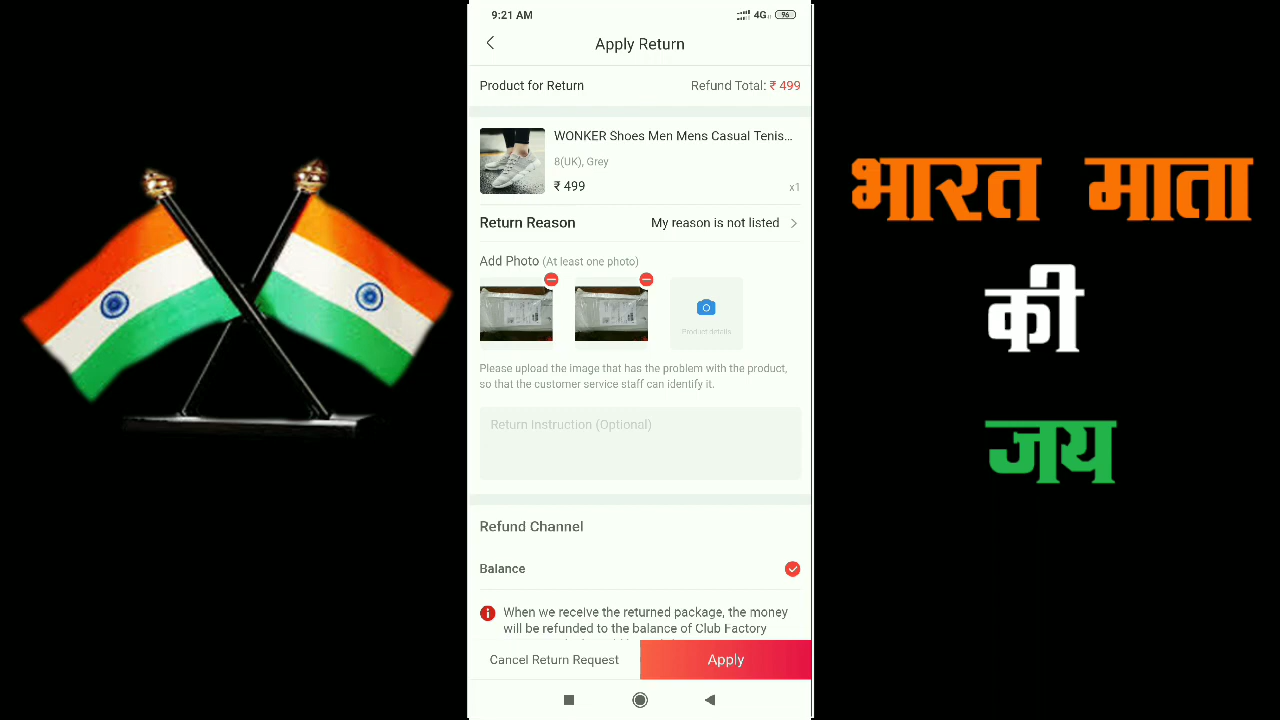 9:21 AM
4G
96
Apply Return
Product for Return
Refund Total: ₹ 499
WONKER Shoes Men Mens Casual Tenis...
8(UK), Grey
₹ 499
x1
Return Reason
My reason is not listed
Add Photo (At least one photo)
Product details
Please upload the image that has the problem with the product,
so that the customer service staff can identify it.
Return Instruction (Optional)
Refund Channel
Balance
When we receive the returned package, the money
will be refunded to the balance of Club Factory
Cancel Return Request
Apply
भारत माता
की
जय